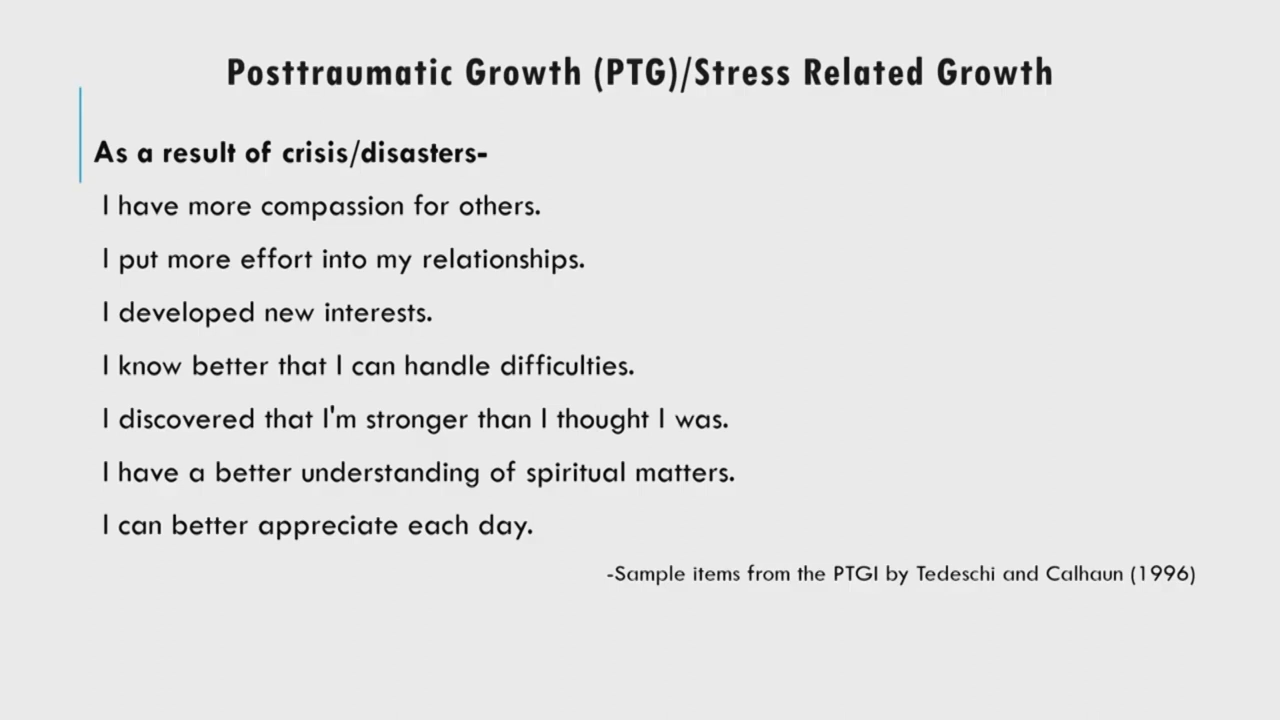 Posttraumatic Growth (PTG)/Stress Related Growth
As a result of crisis/disasters-
I have more compassion for others.
I put more effort into my relationships.
I developed new interests.
I know better that I can handle difficulties.
I discovered that I'm stronger than I thought I was.
I have a better understanding of spiritual matters.
I can better appreciate each day.
-Sample items from the PTGI by Tedeschi and Calhaun (1996)